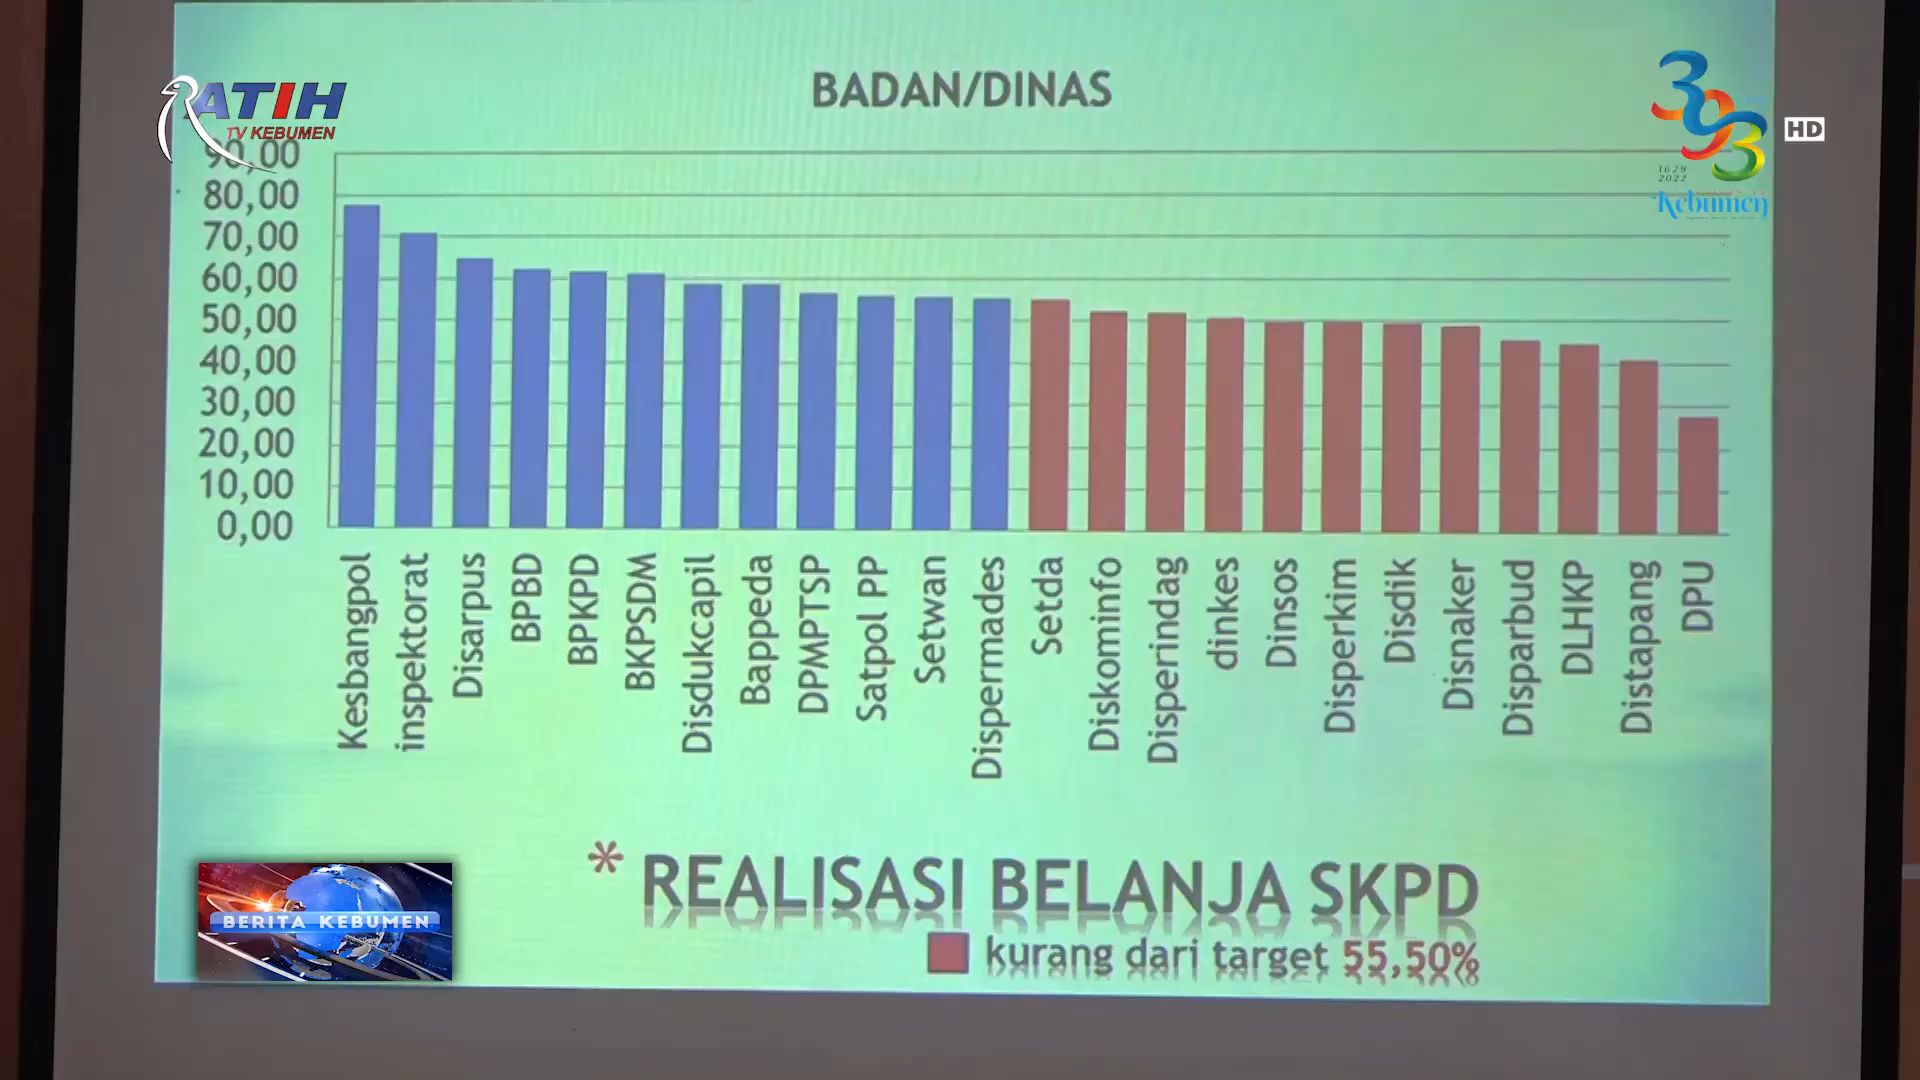 BADAN/DINAS
RATIH
TV KEBUMEN
393
HD
1629
2022
Kebumen
90,00
80,00
70,00
60,00
50,00
40,00
30,00
20,00
10,00
0,00
Kesbangpol
inspektorat
Disarpus
BPBD
BPKPD
BKPSDM
Disdukcapil
Bappeda
DPMPTSP
Satpol PP
Setwan
Dispermades
Setda
Diskominfo
Disperindag
dinkes
Dinsos
Disperkim
Disdik
Disnaker
Disparbud
DLHKP
Distapang
DPU
* REALISASI BELANJA SKPD
kurang dari target 55,50%
BERITA KEBUMEN